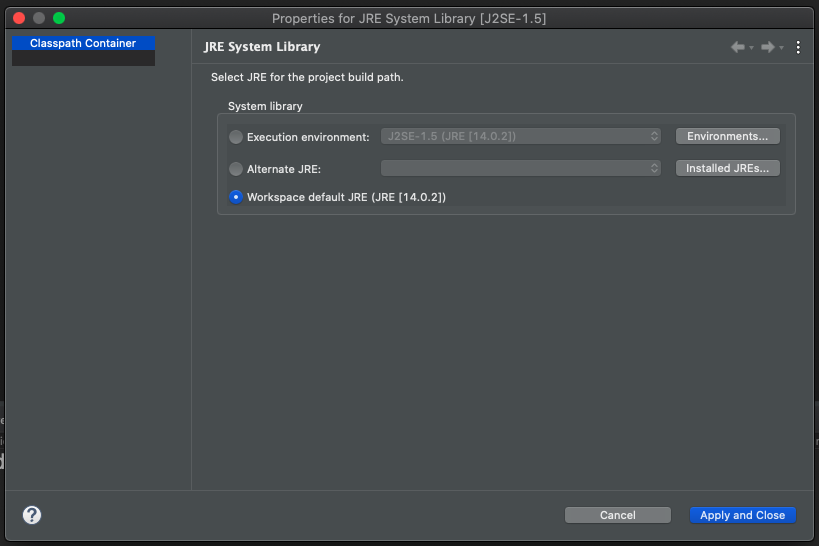 Properties for JRE System Library [J2SE-1.5]
Classpath Container
JRE System Library
Select JRE for the project build path.
System library
Execution environment:
J2SE-1.5 (JRE [14.0.2])
Environments...
Alternate JRE:
Installed JREs...
Workspace default JRE (JRE [14.0.2])
?
Cancel
Apply and Close